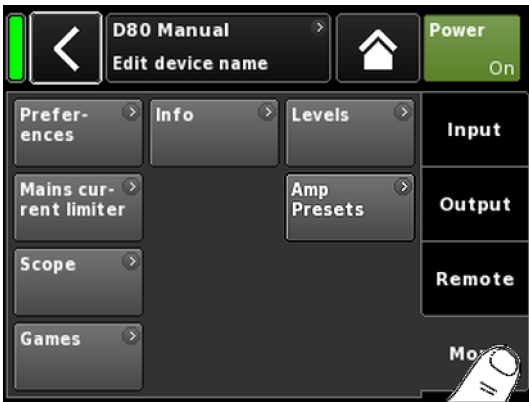 D80 Manual
Edit device name
Power
On
Prefer-
ences
Info
Levels
Input
Mains cur-
rent limiter
Amp
Presets
Output
Scope
Remote
Games